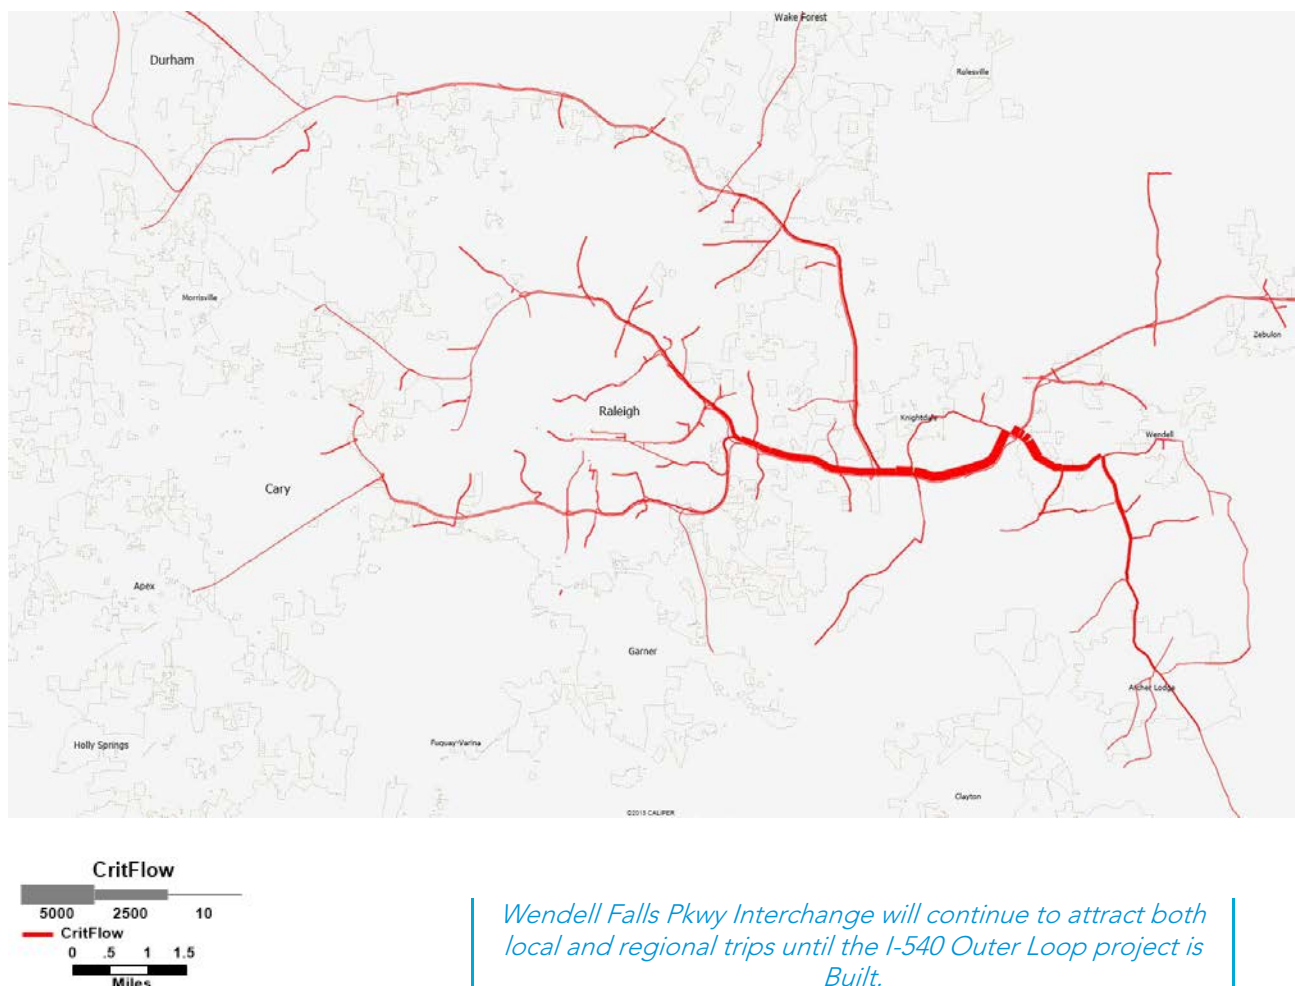 Wake Forest
Durham
Rolesville
Morrisville
Zebulon
Raleigh
Knightdale
Wendell
Cary
Apex
Garner
Archer Lodge
Holly Springs
Fuquay-Varina
Clayton
©2015 CALIPER
CritFlow
5000 2500 10
CritFlow
0 .5 1 1.5
Miles
Wendell Falls Pkwy Interchange will continue to attract both
local and regional trips until the I-540 Outer Loop project is
Built.